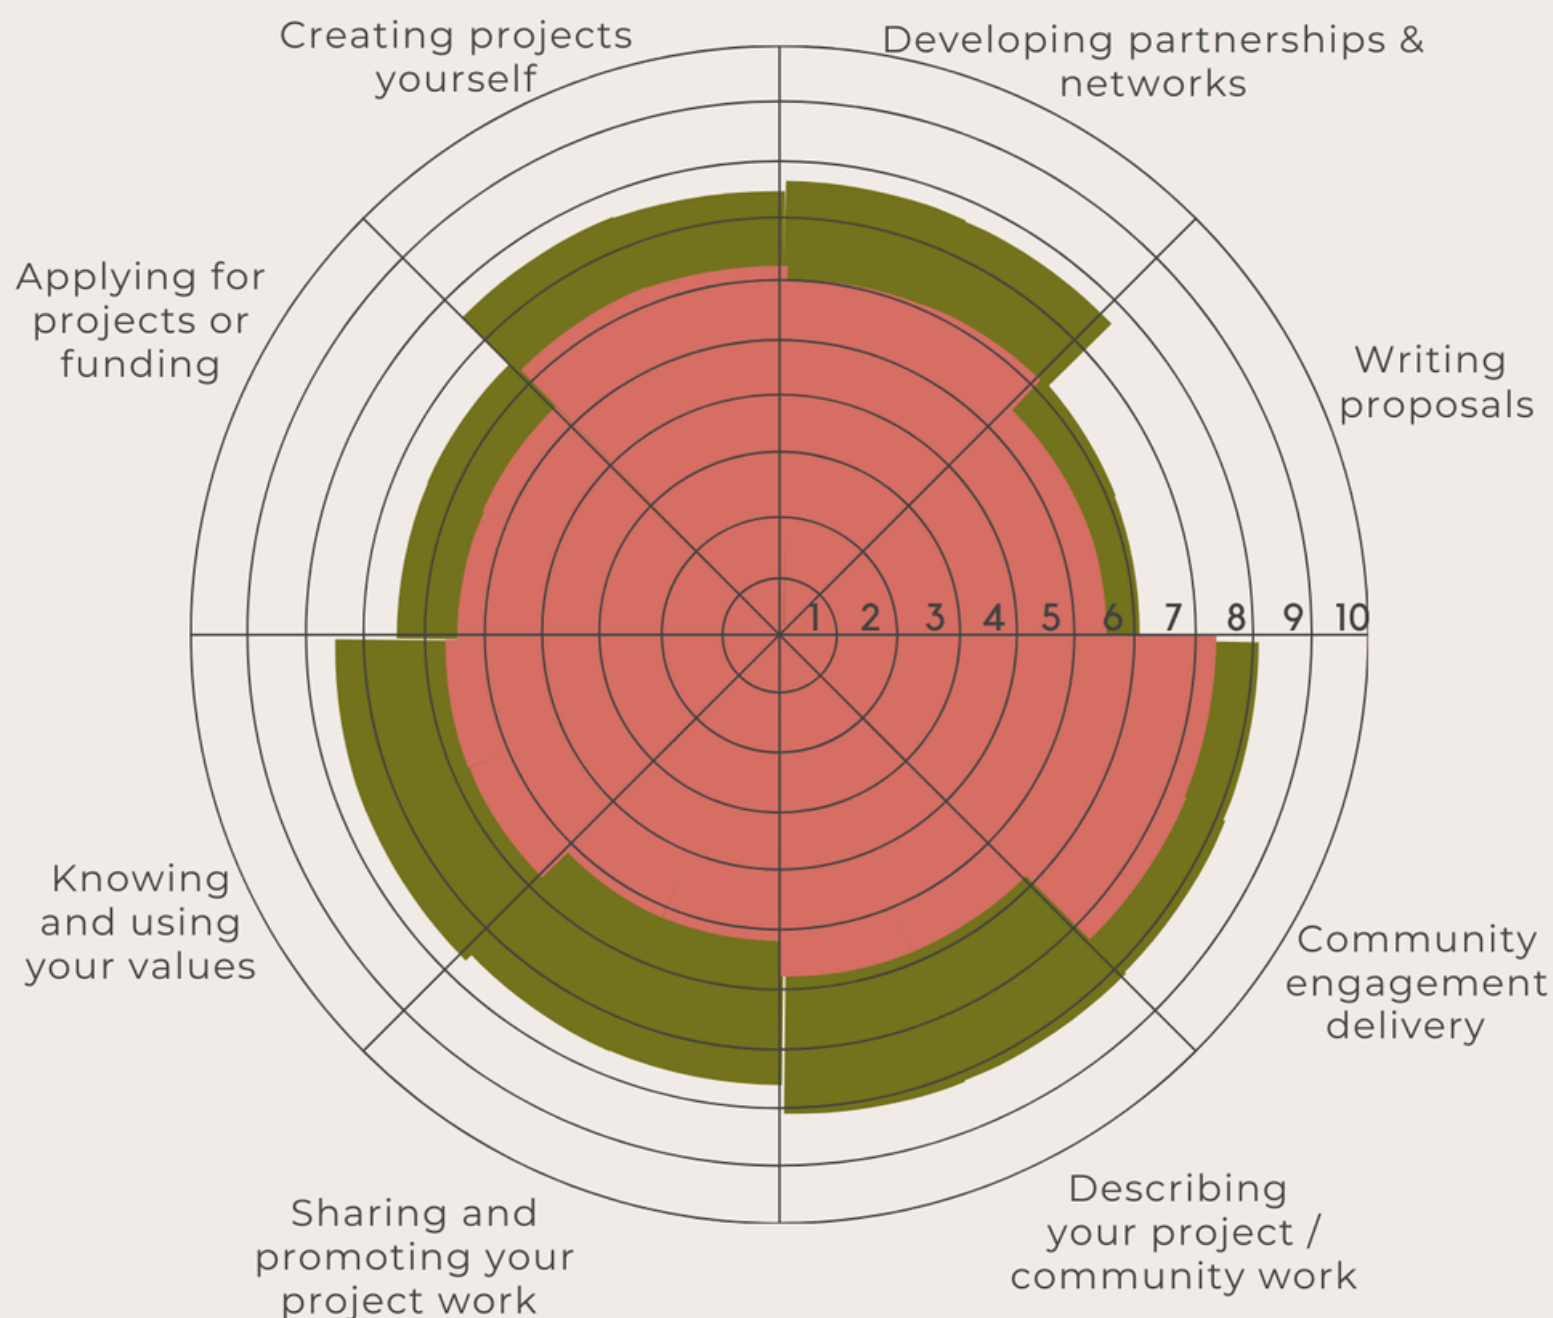 Creating projects
yourself
Developing partnerships &
networks
Applying for
projects or
funding
Writing
proposals
1 2 3 4 5 6 7 8 9 10
Knowing
and using
your values
Community
engagement
delivery
Sharing and
promoting your
project work
Describing
your project /
community work